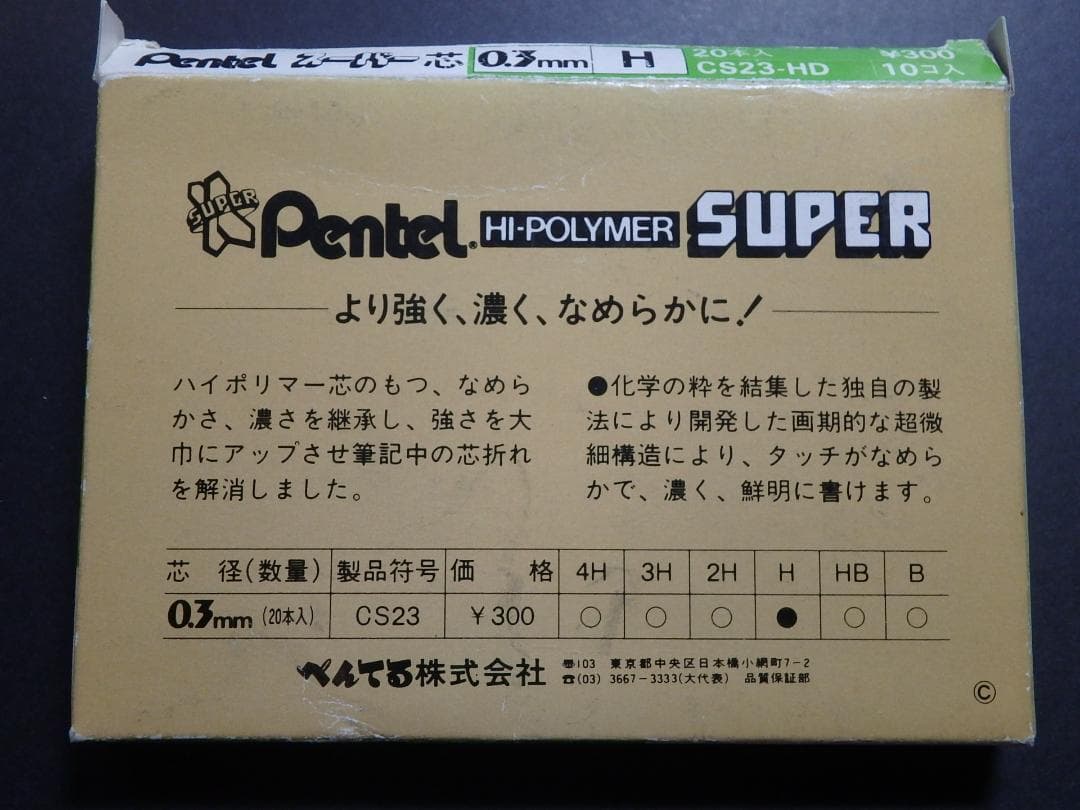 Pentel スーパー芯 0.3mm H 20本入 CS23-HD ¥300 10コ入
SUPER Pentel® HI-POLYMER SUPER
より強く、濃く、なめらかに!
ハイポリマー芯のもつ、なめら
かさ、濃さを継承し、強さを大
巾にアップさせ筆記中の芯折れ
を解消しました。
●化学の粋を結集した独自の製
法により開発した画期的な超微
細構造により、タッチがなめら
かで、濃く、鮮明に書けます。
芯 径(数量) 製品符号 価 格 4H 3H 2H H HB B
0.3mm (20本入) CS23 ¥300 ○ ○ ○ ● ○ ○
ぺんてる株式会社
〠103 東京都中央区日本橋小網町7-2
☎(03) 3667-3333(大代表) 品質保証部
©